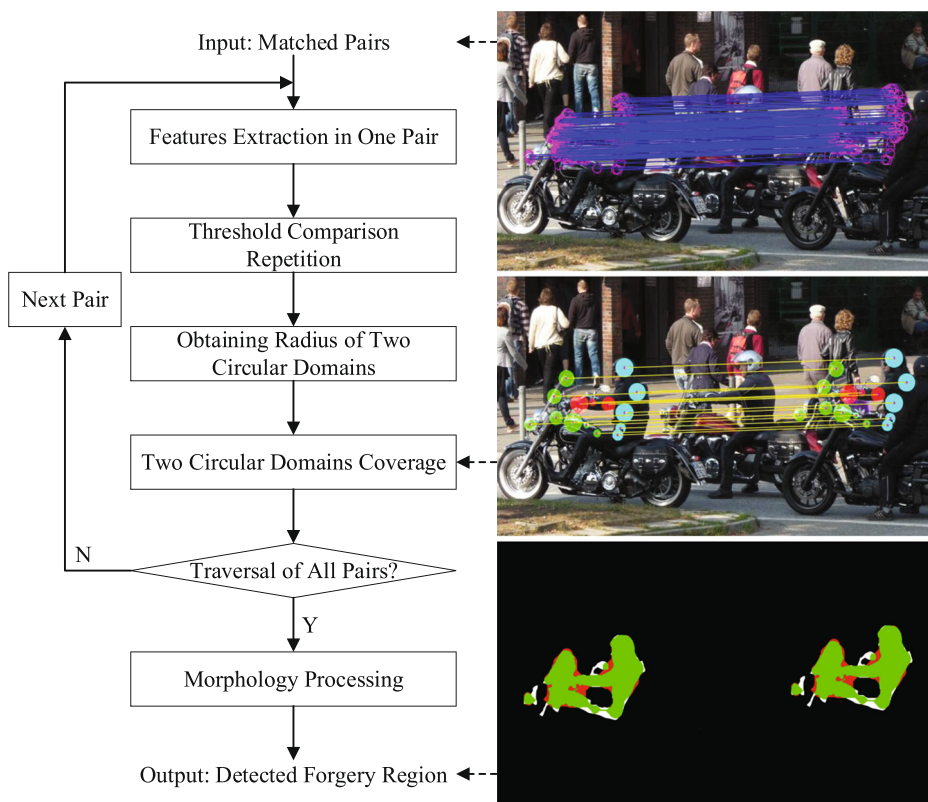 Input: Matched Pairs
Features Extraction in One Pair
Threshold Comparison
Repetition
Next Pair
Obtaining Radius of Two
Circular Domains
Two Circular Domains Coverage
N
Traversal of All Pairs?
Y
Morphology Processing
Output: Detected Forgery Region